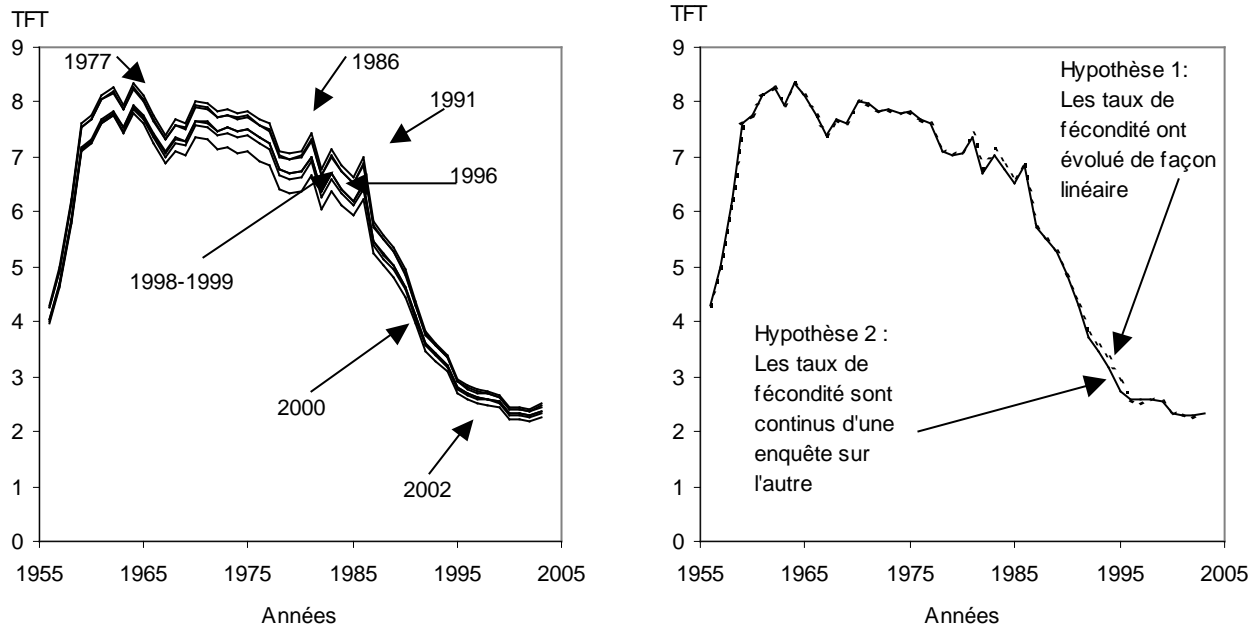 TFT
9
8
7
6
5
4
3
2
1
0
1977
1986
1991
1996
1998-1999
2000
2002
1955
1965
1975
1985
1995
2005
Années
TFT
9
8
7
6
5
4
3
2
1
0
Hypothèse 1:
Les taux de
fécondité ont
évolué de façon
linéaire
Hypothèse 2 :
Les taux de
fécondité sont
continus d'une
enquête sur
l'autre
1955
1965
1975
1985
1995
2005
Années